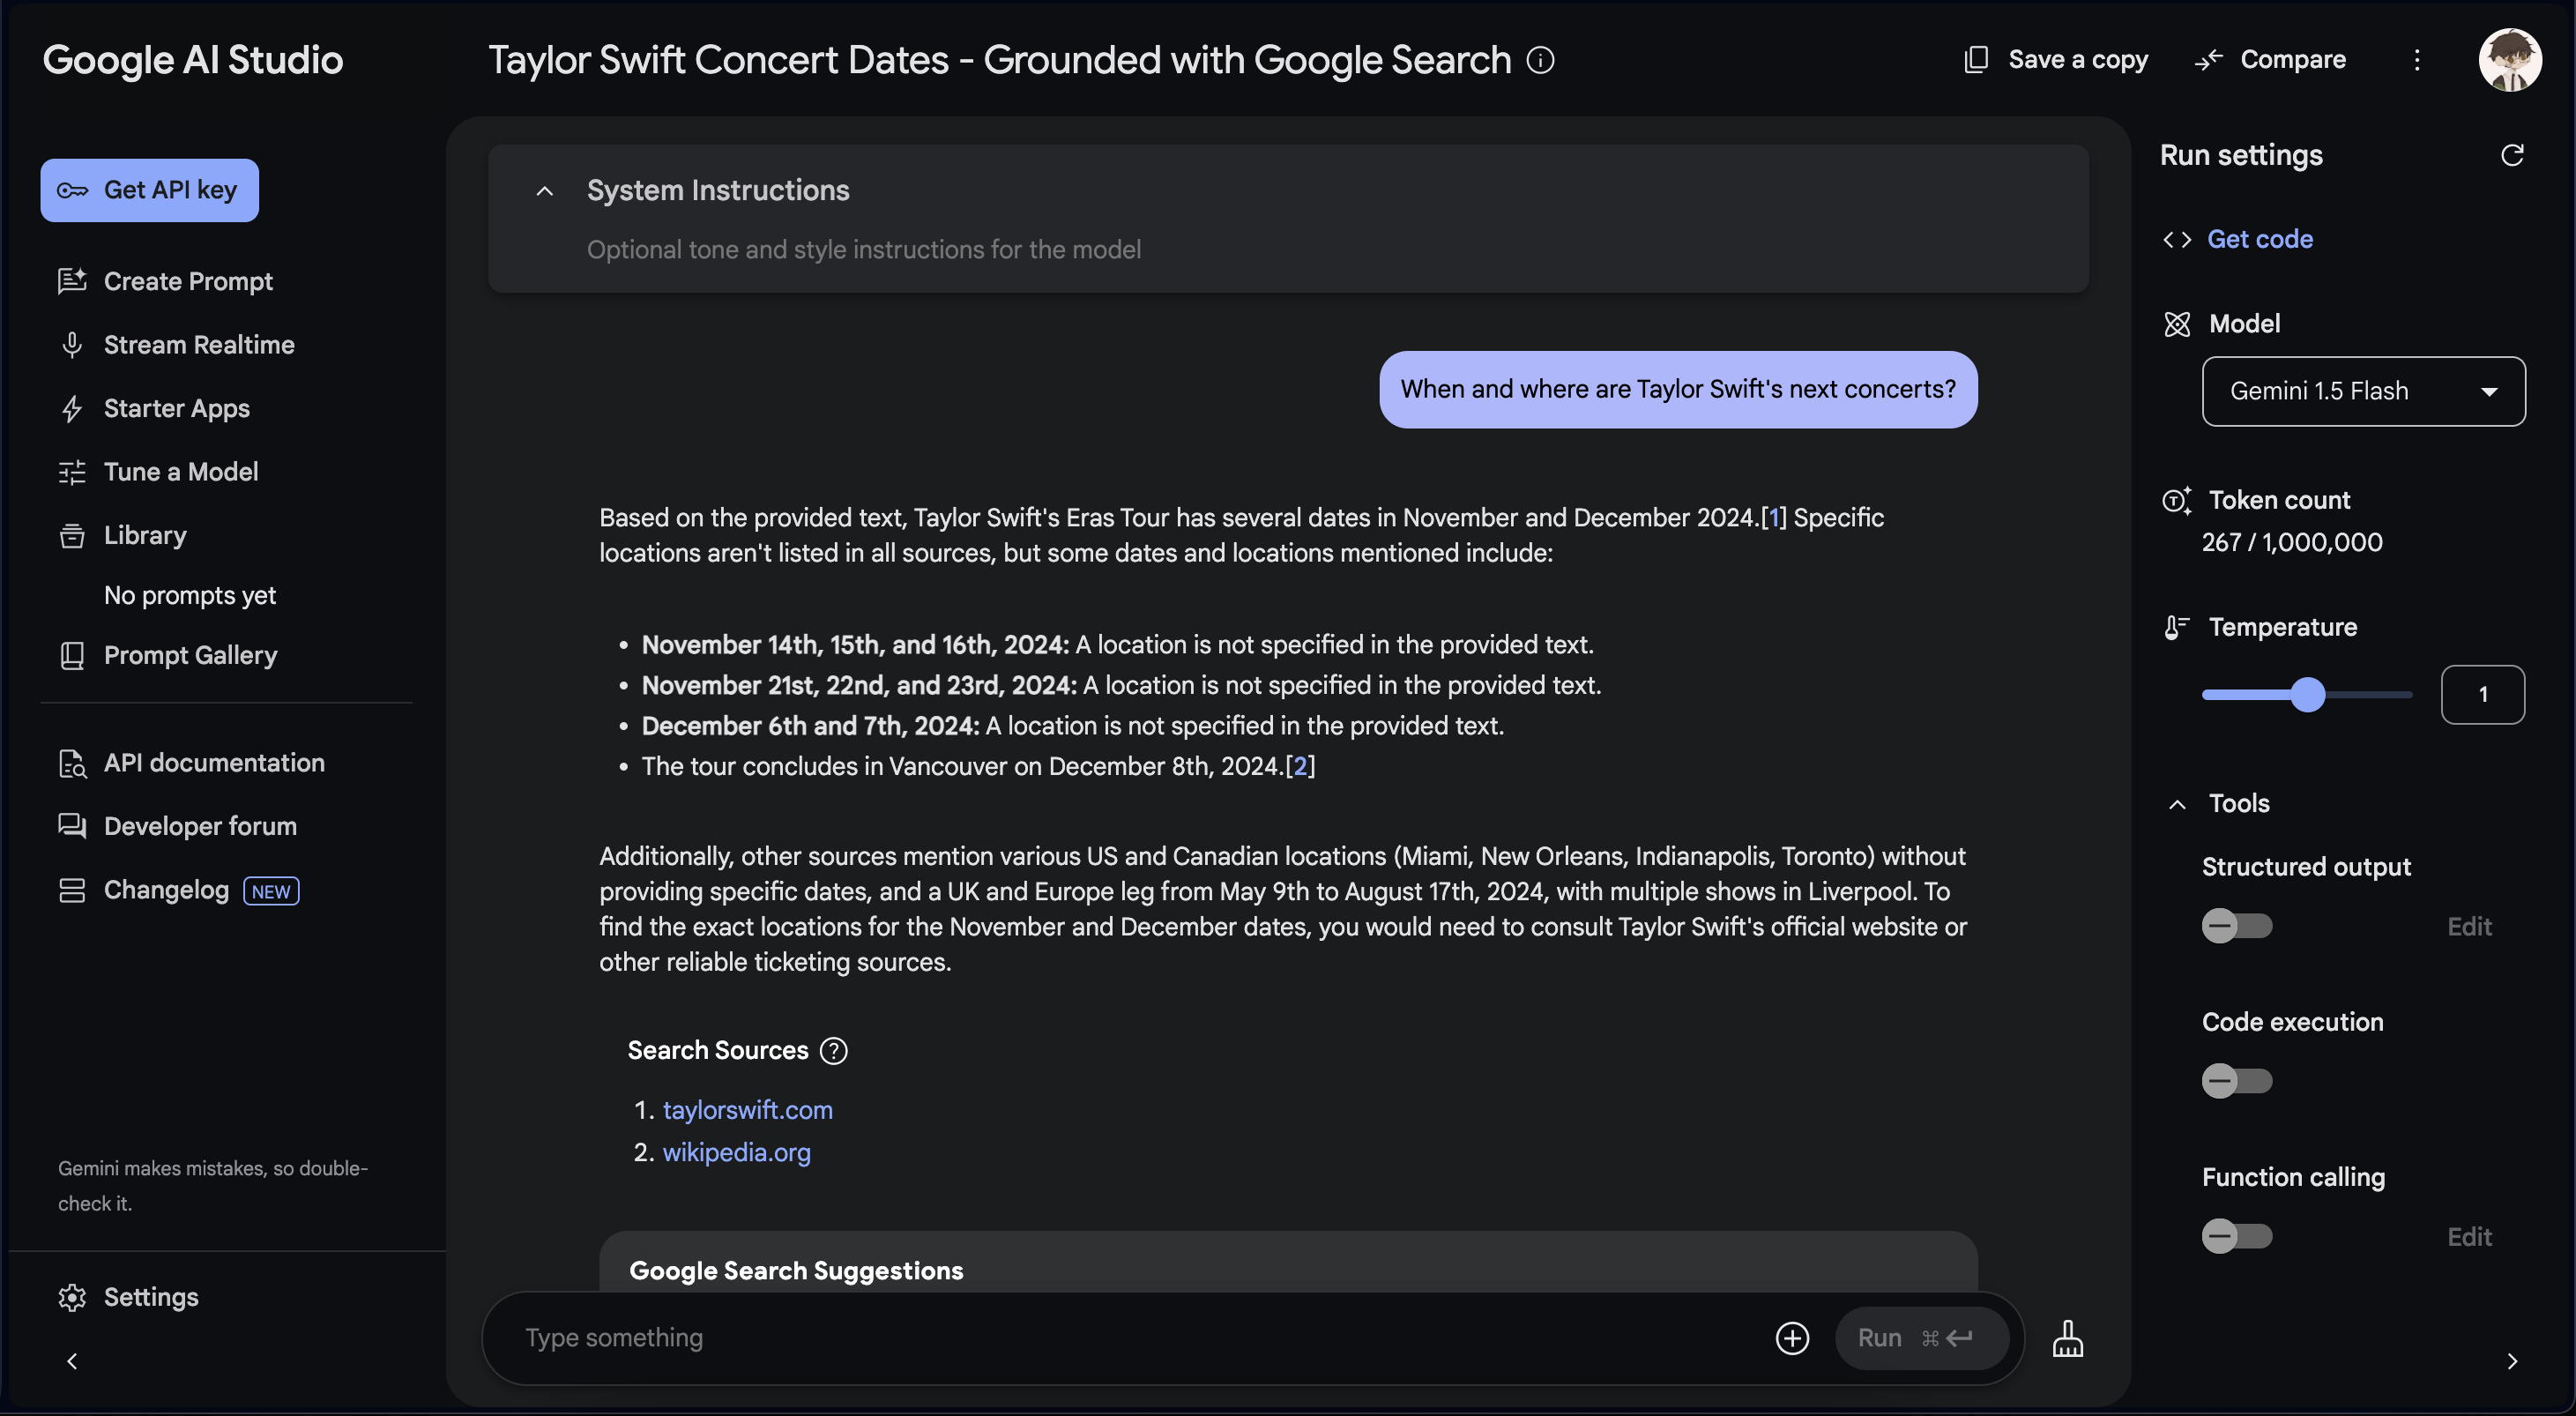 Google AI Studio
Taylor Swift Concert Dates - Grounded with Google Search
Save a copy
Compare
Get API key
Create Prompt
Stream Realtime
Starter Apps
Tune a Model
Library
No prompts yet
Prompt Gallery
API documentation
Developer forum
Changelog NEW
Gemini makes mistakes, so double-
check it.
Settings
System Instructions
Optional tone and style instructions for the model
When and where are Taylor Swift's next concerts?
Based on the provided text, Taylor Swift's Eras Tour has several dates in November and December 2024.[1] Specific
locations aren't listed in all sources, but some dates and locations mentioned include:
• November 14th, 15th, and 16th, 2024: A location is not specified in the provided text.
• November 21st, 22nd, and 23rd, 2024: A location is not specified in the provided text.
• December 6th and 7th, 2024: A location is not specified in the provided text.
• The tour concludes in Vancouver on December 8th, 2024.[2]
Additionally, other sources mention various US and Canadian locations (Miami, New Orleans, Indianapolis, Toronto) without
providing specific dates, and a UK and Europe leg from May 9th to August 17th, 2024, with multiple shows in Liverpool. To
find the exact locations for the November and December dates, you would need to consult Taylor Swift's official website or
other reliable ticketing sources.
Search Sources
1. taylorswift.com
2. wikipedia.org
Google Search Suggestions
Type something
Run ⌘
Run settings
Get code
Model
Gemini 1.5 Flash
Token count
267 / 1,000,000
Temperature
1
Tools
Structured output
Edit
Code execution
Function calling
Edit